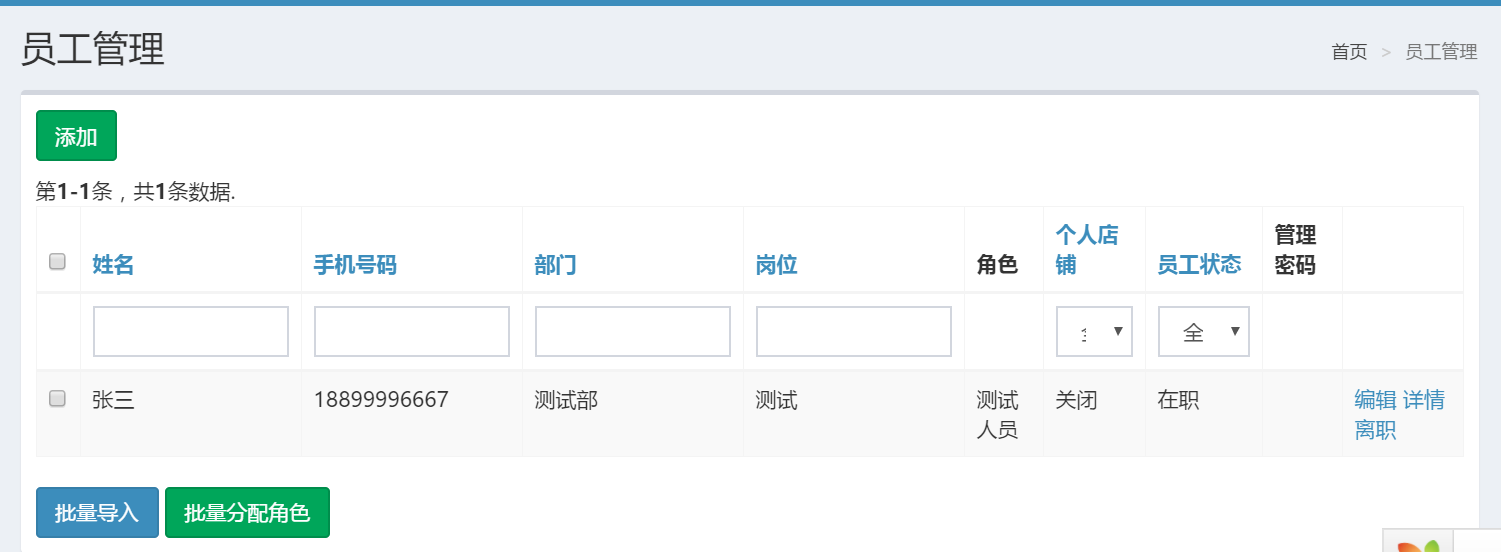 员工管理
首页 > 员工管理
添加
第1-1条，共1条数据.
姓名 手机号码 部门 岗位 角色 个人店铺 员工状态 管理密码
全
张三 18899996667 测试部 测试 测试人员 关闭 在职 编辑 详情 离职
批量导入 批量分配角色